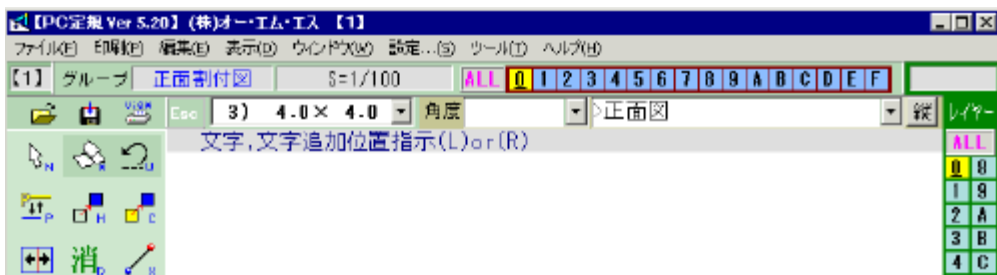 【PC定規 Ver 5.20】 (株)オー・エム・エス 【1】
ファイル(F) 印刷(P) 編集(E) 表示(D) ウィンドウ(W) 設定...(S) ツール(T) ヘルプ(H)
【1】 グループ 正面割付図 S=1/100 ALL 0 1 2 3 4 5 6 7 8 9 A B C D E F
VIEW Esc 3) 4.0× 4.0 角度 正面図 縦 レイヤー
文字,文字追加位置指示(L)or(R) ALL
N R U 0 8
P H C 1 9
2 A
3 B
消 D X 4 C